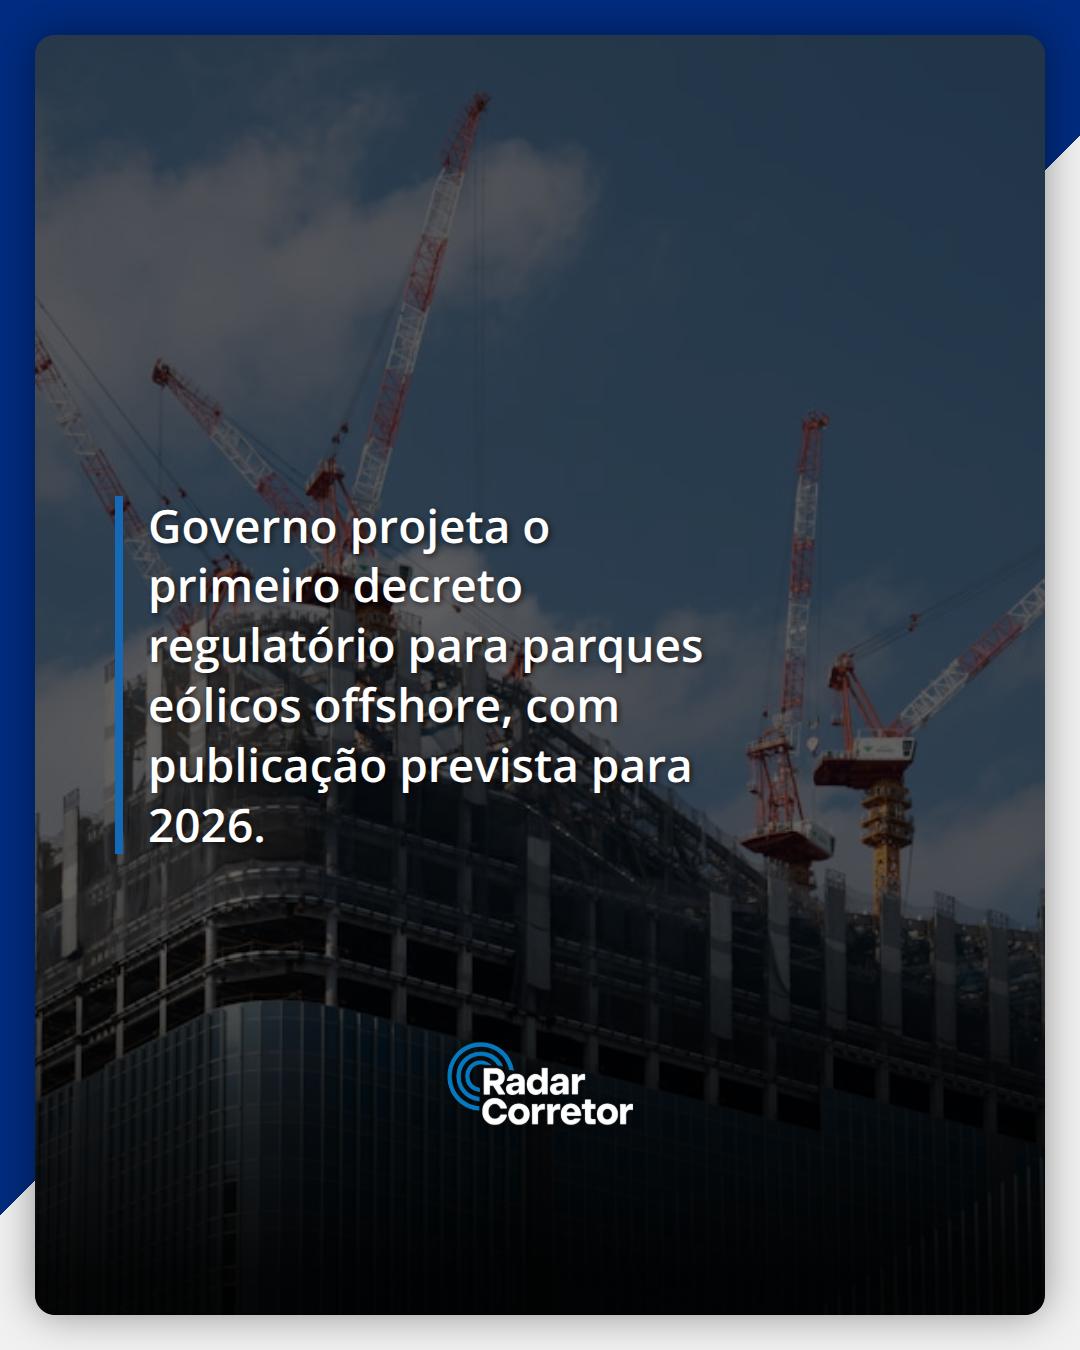 Governo projeta o
primeiro decreto
regulatório para parques
eólicos offshore, com
publicação prevista para
2026.
Radar
Corretor